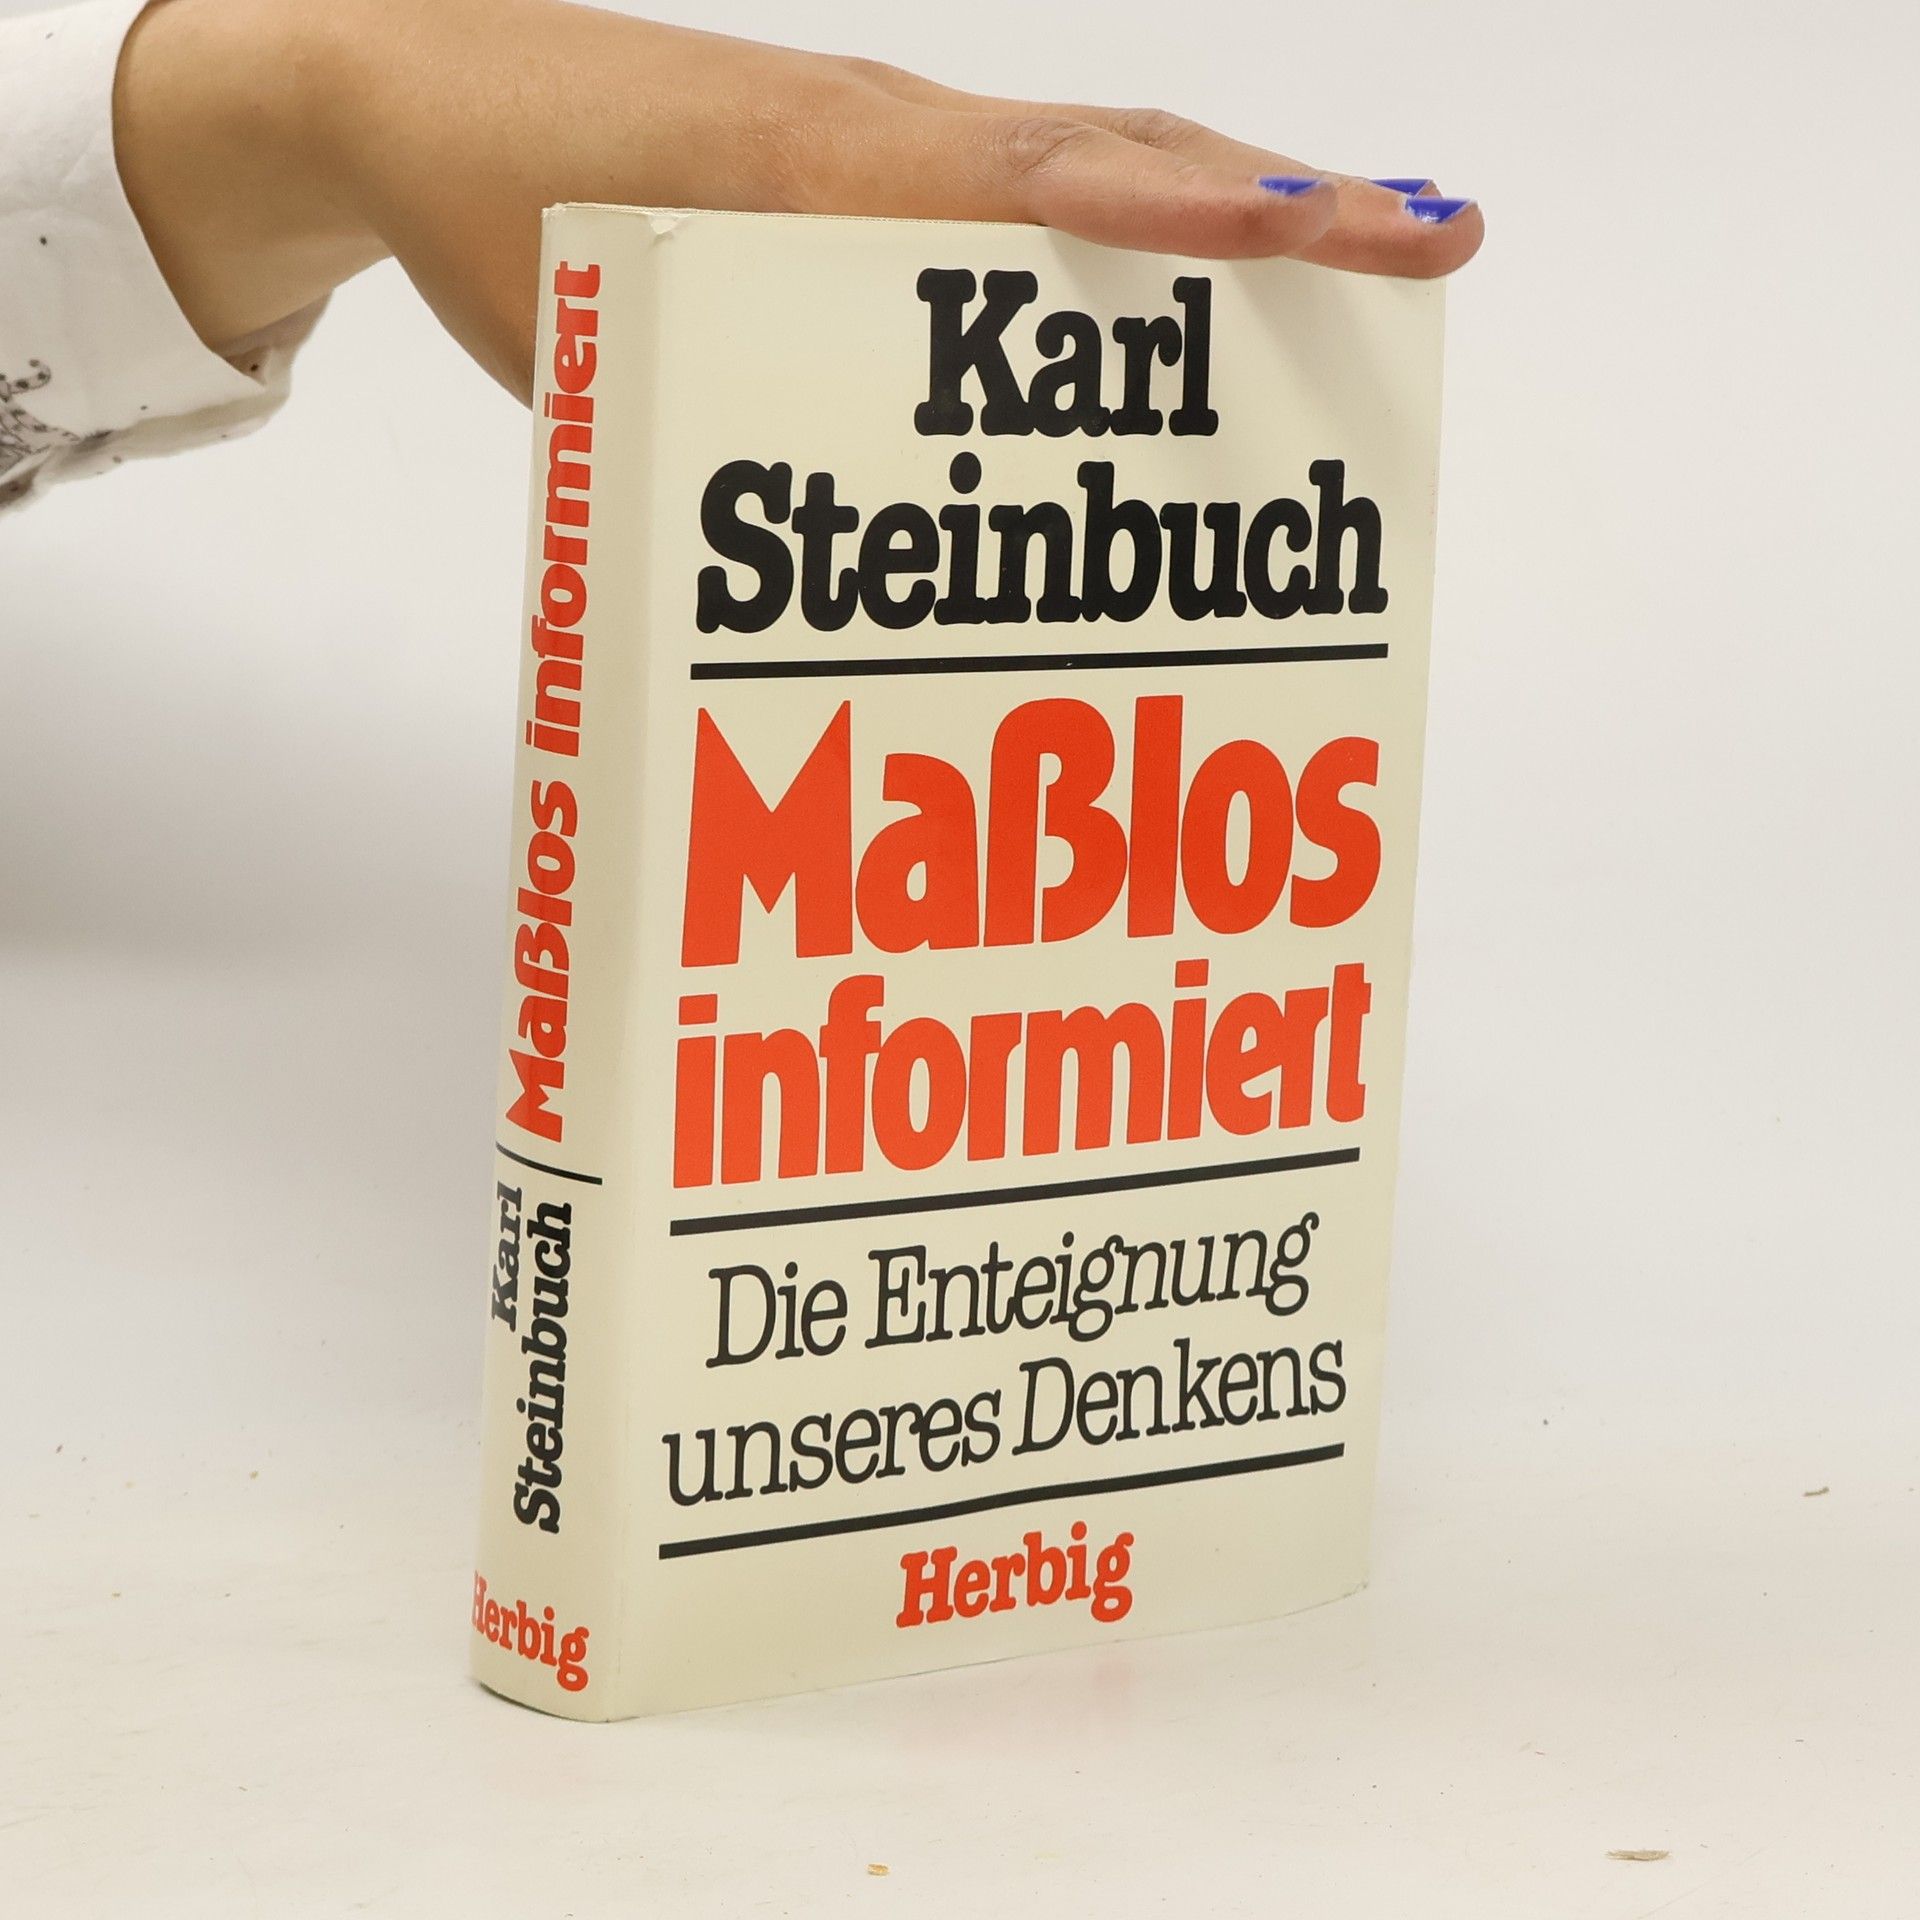 Karl
Steinbuch
Maßlos
informiert
Die Enteignung
unseres Denkens
Herbig
Maßlos informiert
Karl
Steinbuch
Herbig